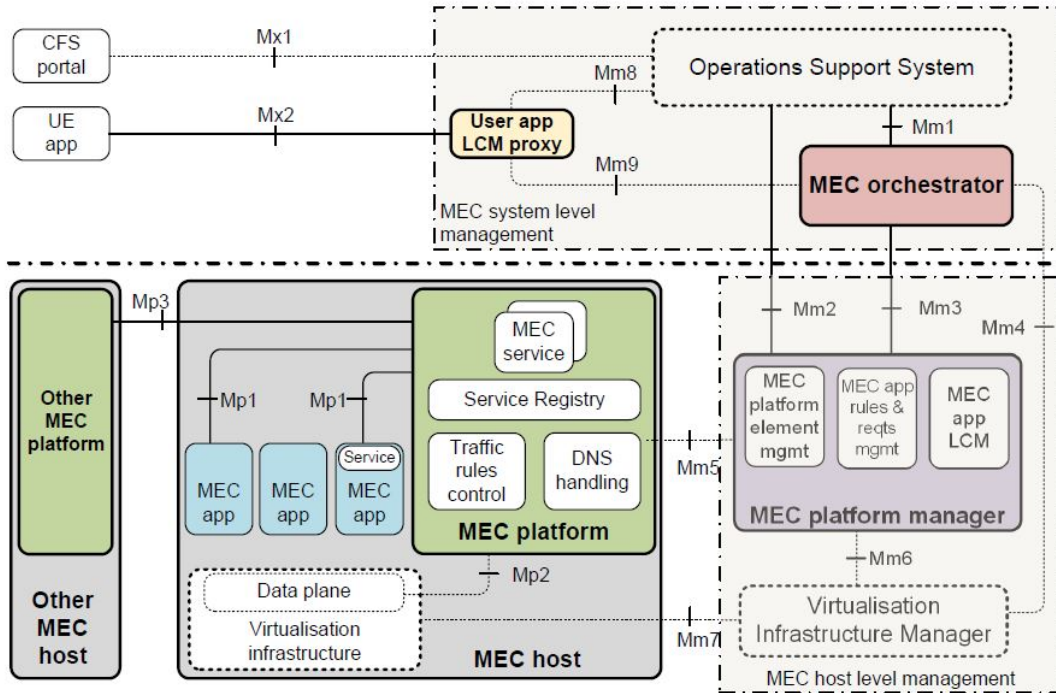 CFS
portal
Mx1
Operations Support System
Mm8
UE
app
Mx2
User app
LCM proxy
Mm1
Mm9
MEC orchestrator
MEC system level
management
Other
MEC
platform
Other
MEC
host
Mp3
MEC
service
Service Registry
Traffic
rules
control
DNS
handling
MEC platform
Mp1
Mp1
MEC
app
MEC
app
Service
MEC
app
Mp2
Data plane
Virtualisation
infrastructure
MEC host
Mm5
Mm7
Mm2
Mm3
Mm4
MEC
platform
element
mgmt
MEC app
rules &
reqts
mgmt
MEC
app
LCM
MEC platform manager
Mm6
Virtualisation
Infrastructure Manager
MEC host level management